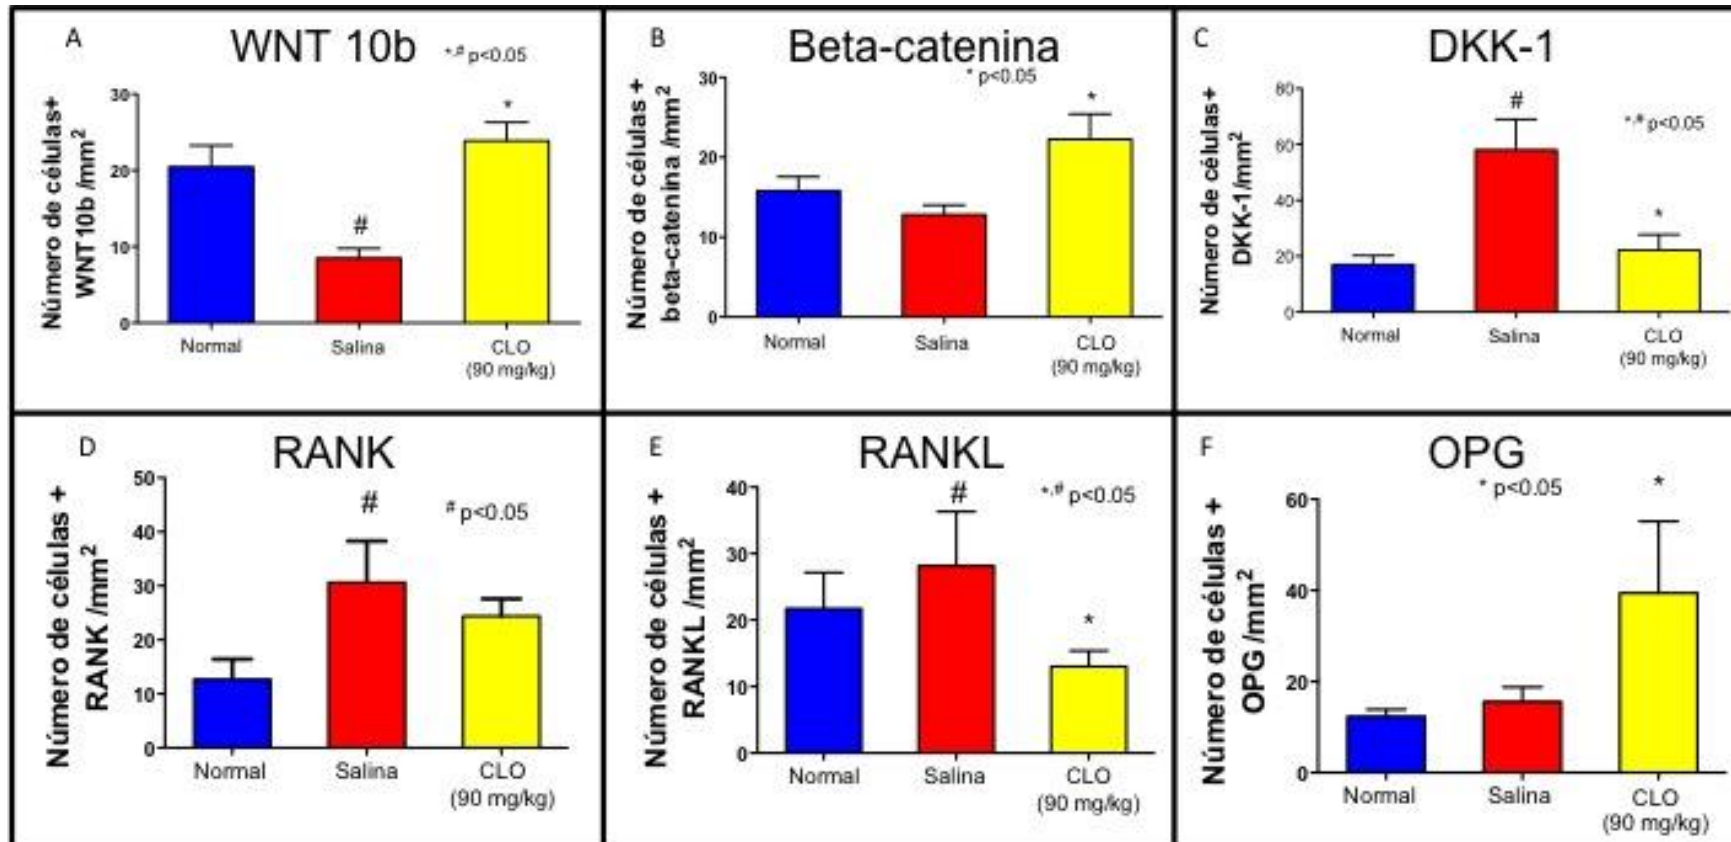 A
WNT 10b
*,# p<0.05
Número de células+
WNT10b /mm2
30
20
10
0
#
*
Normal
Salina
CLO
(90 mg/kg)
B
Beta-catenina
* p<0.05
Número de células +
beta-catenina /mm2
30
20
10
0
*
Normal
Salina
CLO
(90 mg/kg)
C
DKK-1
*,# p<0.05
Número de células+
DKK-1/mm2
80
60
40
20
0
#
*
Normal
Salina
CLO
(90 mg/kg)
D
RANK
# p<0.05
Número de células +
RANK /mm2
50
40
30
20
10
0
#
Normal
Salina
CLO
(90 mg/kg)
E
RANKL
*,# p<0.05
Número de células +
RANKL /mm2
40
30
20
10
0
#
*
Normal
Salina
CLO
(90 mg/kg)
F
OPG
* p<0.05
Número de células +
OPG /mm2
60
40
20
0
*
Normal
Salina
CLO
(90 mg/kg)